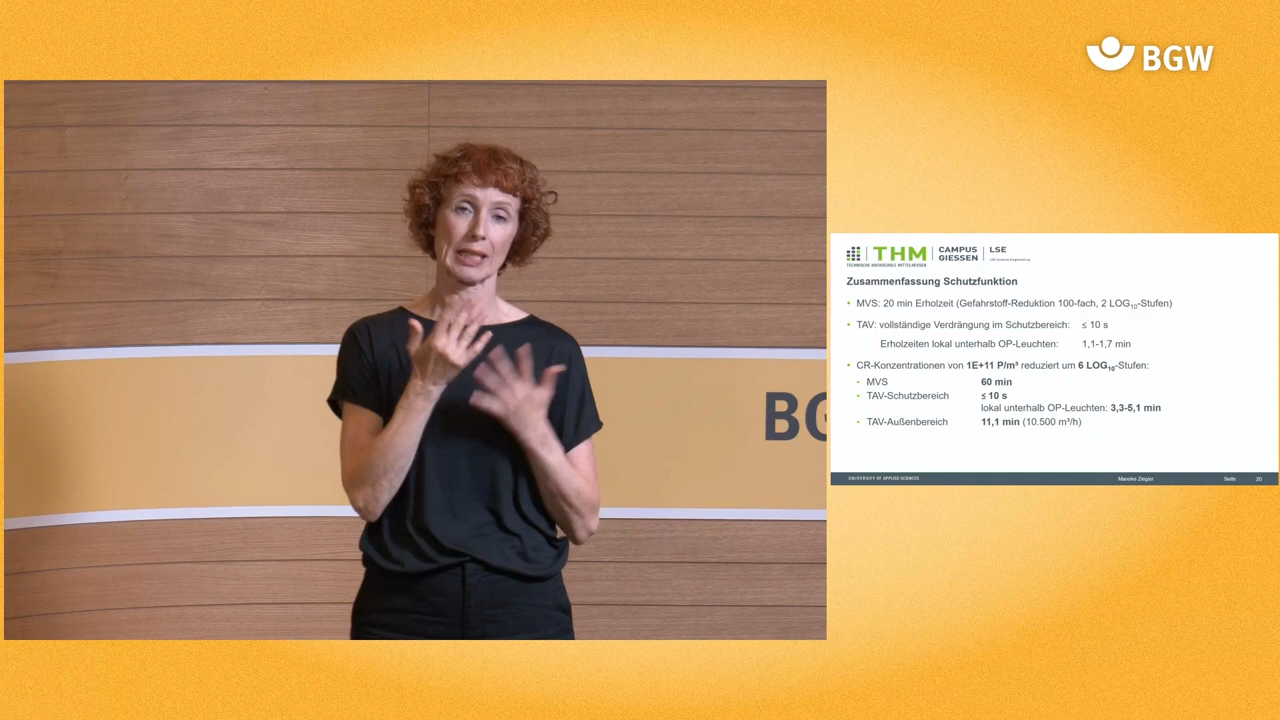 BGW
BG
THM
CAMPUS
GIESSEN
LSE
Life Science Engineering
TECHNISCHE HOCHSCHULE MITTELHESSEN
Zusammenfassung Schutzfunktion
• MVS: 20 min Erholzeit (Gefahrstoff-Reduktion 100-fach, 2 LOG₁₀-Stufen)
• TAV: vollständige Verdrängung im Schutzbereich: ≤ 10 s
Erholzeiten lokal unterhalb OP-Leuchten: 1,1-1,7 min
• CR-Konzentrationen von 1E+11 P/m³ reduziert um 6 LOG₁₀-Stufen:
• MVS 60 min
• TAV-Schutzbereich ≤ 10 s
lokal unterhalb OP-Leuchten: 3,3-5,1 min
• TAV-Außenbereich 11,1 min (10.500 m³/h)
UNIVERSITY OF APPLIED SCIENCES Mareike Ziegler Seite 20